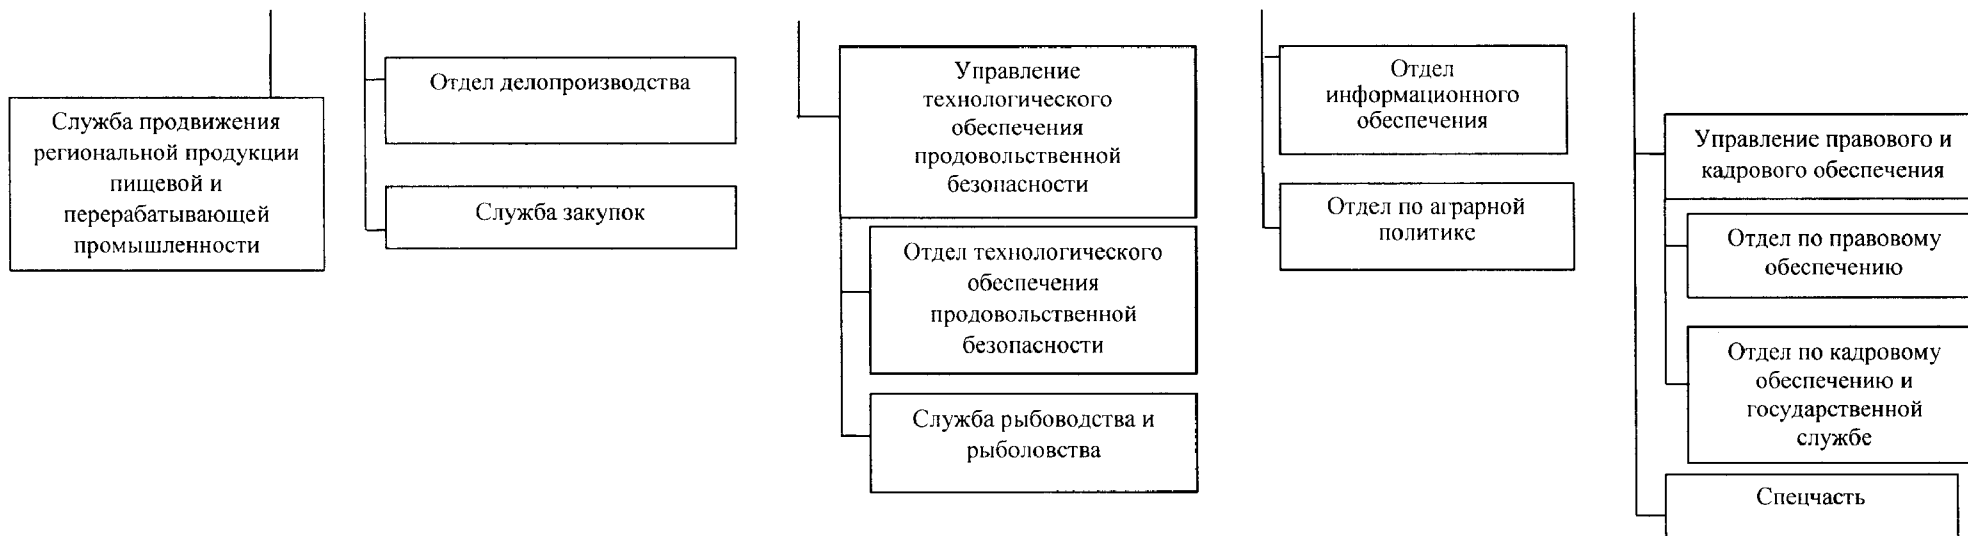 Служба продвижения
региональной продукции
пищевой и
перерабатывающей
промышленности
Отдел делопроизводства
Служба закупок
Управление
технологического
обеспечения
продовольственной
безопасности
Отдел технологического
обеспечения
продовольственной
безопасности
Служба рыбоводства и
рыболовства
Отдел
информационного
обеспечения
Отдел по аграрной
политике
Управление правового и
кадрового обеспечения
Отдел по правовому
обеспечению
Отдел по кадровому
обеспечению и
государственной
службе
Спецчасть